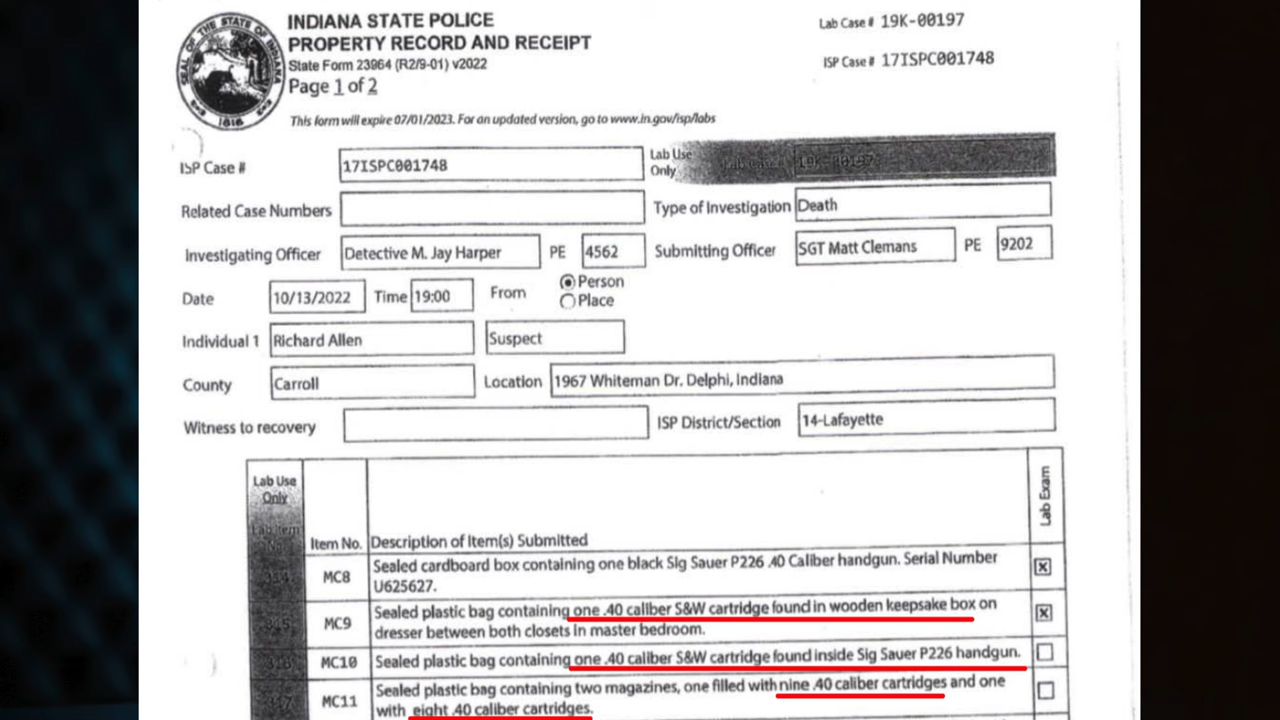 INDIANA STATE POLICE
PROPERTY RECORD AND RECEIPT
State Form 23964 (R2/9-01) v2022
Page 1 of 2
Lab Case # 19K-00197
ISP Case # 17ISPC001748
This form will expire 07/01/2023. For an updated version, go to www.in.gov/isp/labs
ISP Case # 17ISPC001748
Lab Use Only Lab Case # 19K-00197
Related Case Numbers
Type of Investigation Death
Investigating Officer Detective M. Jay Harper PE 4562
Submitting Officer SGT Matt Clemans PE 9202
Date 10/13/2022 Time 19:00 From Person
Place
Individual 1 Richard Allen Suspect
County Carroll Location 1967 Whiteman Dr. Delphi, Indiana
Witness to recovery ISP District/Section 14-Lafayette
Lab Use
Only
Item No. Description of Item(s) Submitted Lab Exam
MC8 Sealed cardboard box containing one black Sig Sauer P226 .40 Caliber handgun. Serial Number
U625627. X
MC9 Sealed plastic bag containing one .40 caliber S&W cartridge found in wooden keepsake box on
dresser between both closets in master bedroom. X
MC10 Sealed plastic bag containing one .40 caliber S&W cartridge found inside Sig Sauer P226 handgun.
MC11 Sealed plastic bag containing two magazines, one filled with nine .40 caliber cartridges and one
with eight .40 caliber cartridges.